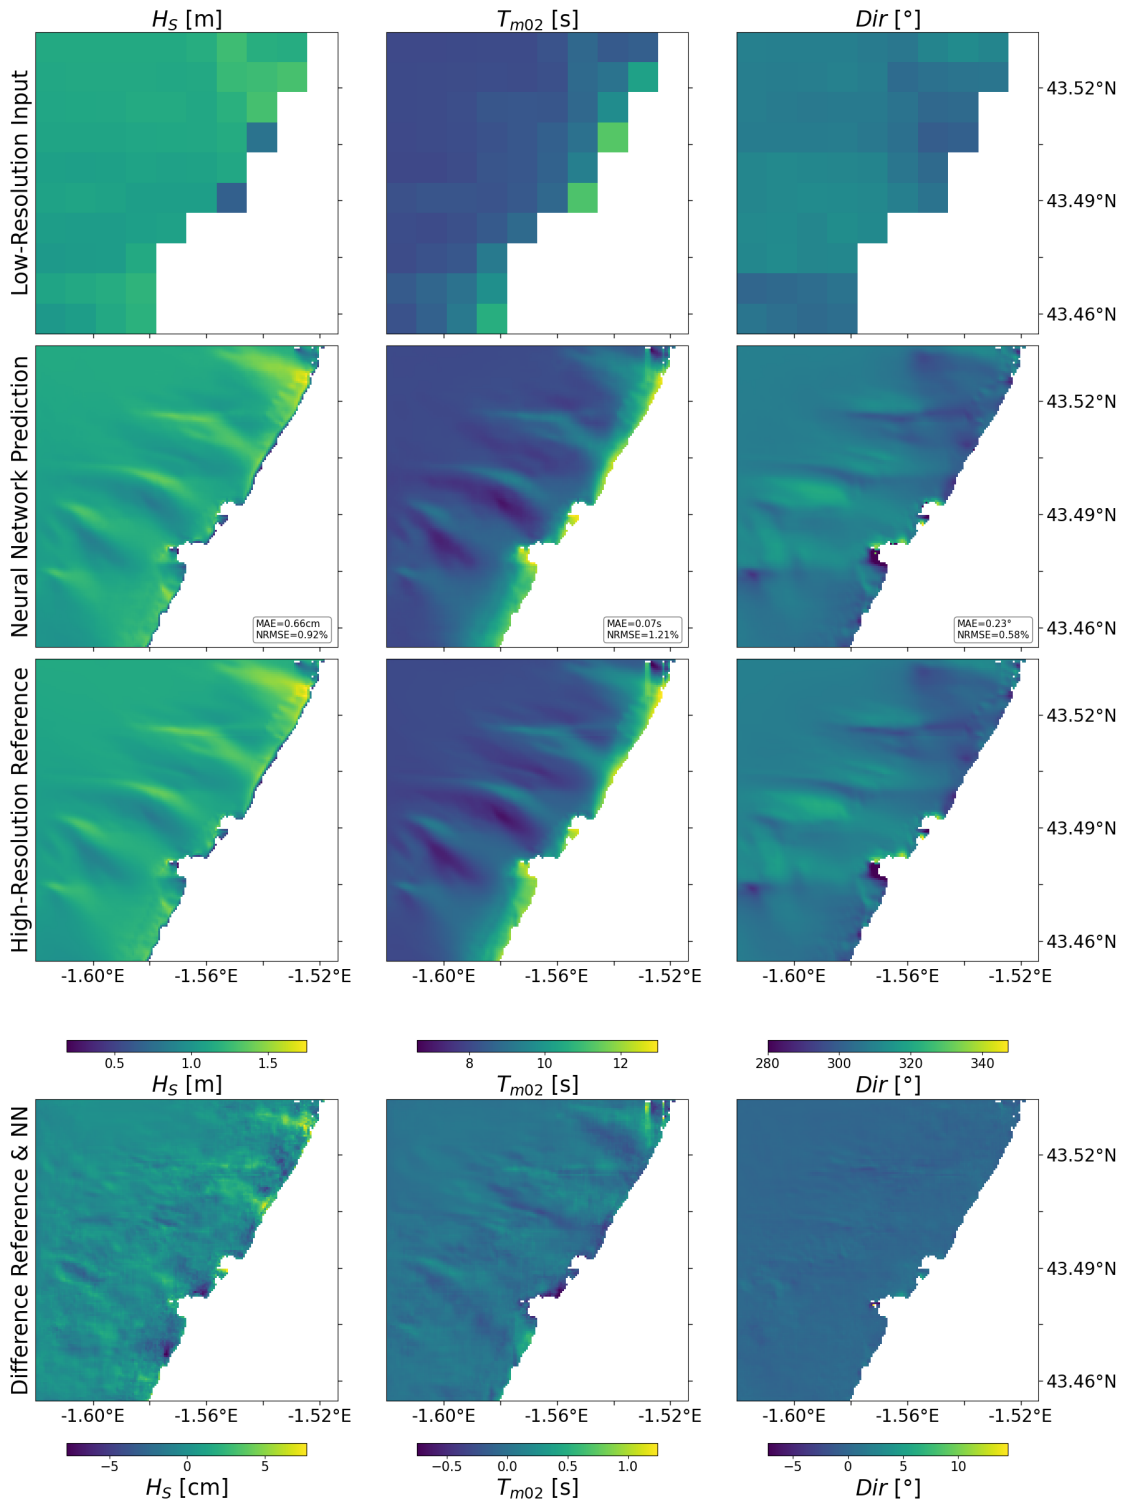 H_S [m]
T_m02 [s]
Dir [°]
Low-Resolution Input
43.52°N
43.49°N
43.46°N
Neural Network Prediction
MAE=0.66cm
NRMSE=0.92%
MAE=0.07s
NRMSE=1.21%
MAE=0.23°
NRMSE=0.58%
43.52°N
43.49°N
43.46°N
High-Resolution Reference
43.52°N
43.49°N
43.46°N
-1.60°E -1.56°E -1.52°E
-1.60°E -1.56°E -1.52°E
-1.60°E -1.56°E -1.52°E
0.5 1.0 1.5
H_S [m]
8 10 12
T_m02 [s]
280 300 320 340
Dir [°]
Difference Reference & NN
43.52°N
43.49°N
43.46°N
-1.60°E -1.56°E -1.52°E
-1.60°E -1.56°E -1.52°E
-1.60°E -1.56°E -1.52°E
−5 0 5
H_S [cm]
−0.5 0.0 0.5 1.0
T_m02 [s]
−5 0 5 10
Dir [°]